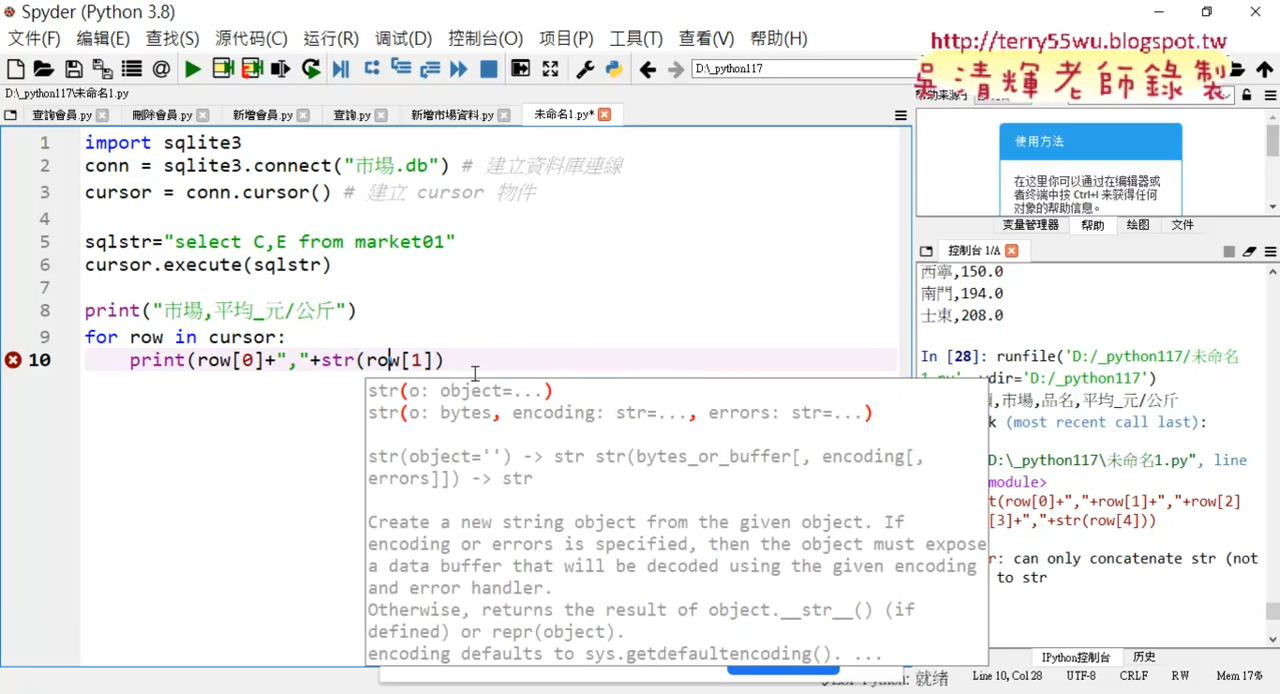 Spyder (Python 3.8)
文件(F) 编辑(E) 查找(S) 源代码(C) 运行(R) 调试(D) 控制台(O) 项目(P) 工具(T) 查看(V) 帮助(H)
http://terry55wu.blogspot.tw
吳清輝老師錄製
D:\_python117
D:\_python117\未命名1.py
帮助来源于
查詢會員.py 刪除會員.py 新增會員.py 查詢.py 新增市場資料.py 未命名1.py*
1 import sqlite3
2 conn = sqlite3.connect("市場.db") # 建立資料庫連線
3 cursor = conn.cursor() # 建立 cursor 物件
4
5 sqlstr="select C,E from market01"
6 cursor.execute(sqlstr)
7
8 print("市場,平均_元/公斤")
9 for row in cursor:
10 print(row[0]+","+str(row[1])
str(o: object=...)
str(o: bytes, encoding: str=..., errors: str=...)
str(object='') -> str str(bytes_or_buffer[, encoding[,
errors]]) -> str
Create a new string object from the given object. If
encoding or errors is specified, then the object must expose
a data buffer that will be decoded using the given encoding
and error handler.
Otherwise, returns the result of object.__str__() (if
defined) or repr(object).
encoding defaults to sys.getdefaultencoding(). ...
使用方法
在这里你可以通过在编辑器或
者终端中按 Ctrl+I 来获得任何
对象的帮助信息。
变量管理器 帮助 绘图 文件
控制台 1/A
西寧,150.0
南門,194.0
士東,208.0
In [28]: runfile('D:/_python117/未命名
1.py', wdir='D:/_python117')
,市場,品名,平均_元/公斤
k (most recent call last):
D:\_python117\未命名1.py", line
module>
t(row[0]+","+row[1]+","+row[2]
[3]+","+str(row[4]))
r: can only concatenate str (not
to str
IPython控制台 历史
LSP Python: 就绪 Line 10, Col 28 UTF-8 CRLF RW Mem 17%